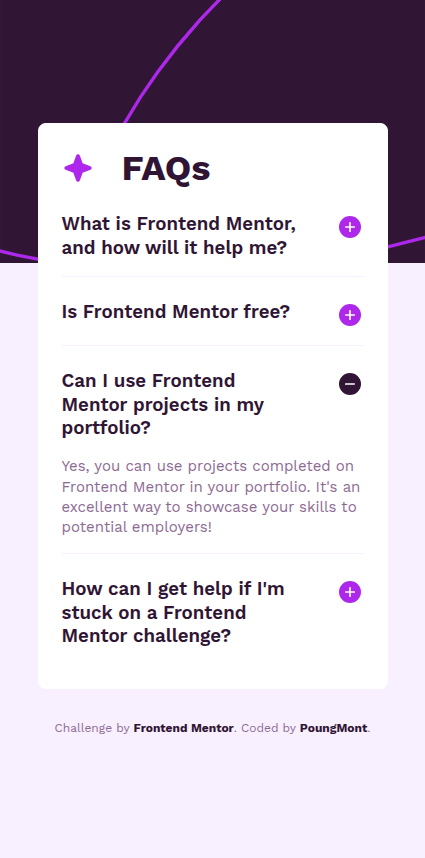 FAQs
What is Frontend Mentor,
and how will it help me?
Is Frontend Mentor free?
Can I use Frontend
Mentor projects in my
portfolio?
Yes, you can use projects completed on
Frontend Mentor in your portfolio. It's an
excellent way to showcase your skills to
potential employers!
How can I get help if I'm
stuck on a Frontend
Mentor challenge?
Challenge by Frontend Mentor. Coded by PoungMont.